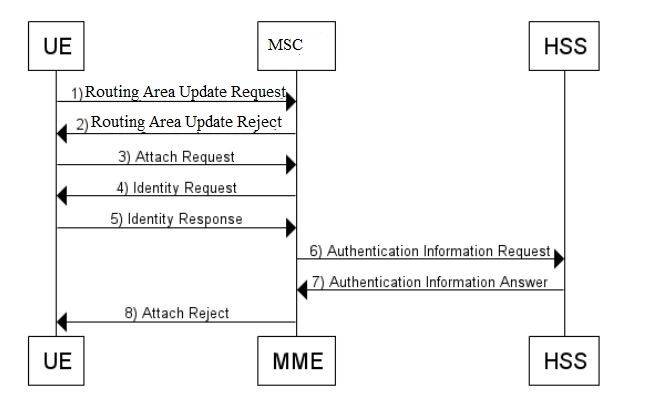 UE MSC HSS
1) Routing Area Update Request
2) Routing Area Update Reject
3) Attach Request
4) Identity Request
5) Identity Response
6) Authentication Information Request
7) Authentication Information Answer
8) Attach Reject
UE MME HSS